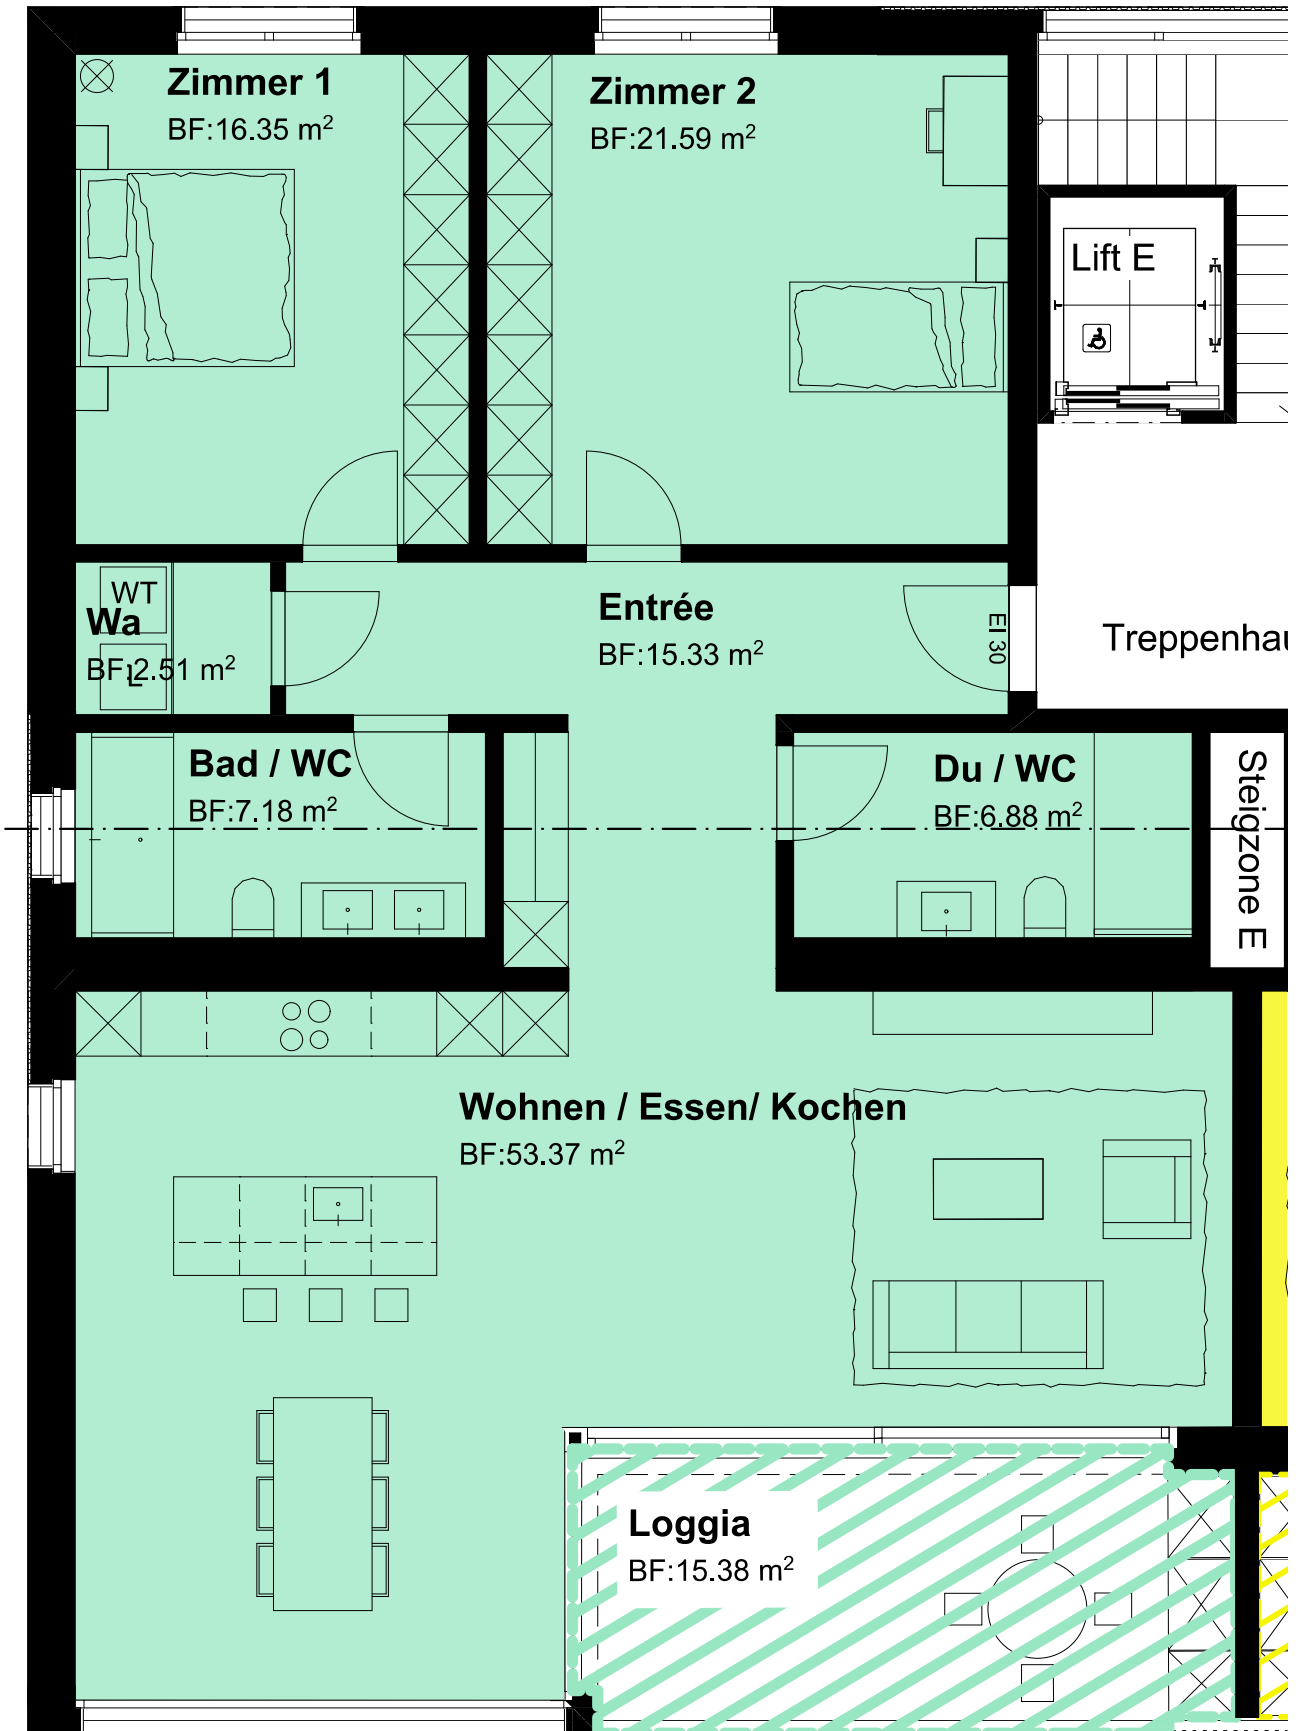 Zimmer 1
BF:16.35 m²
Zimmer 2
BF:21.59 m²
Lift E
WT
Wa
BF:2.51 m²
L
Entrée
BF:15.33 m²
EI 30
Treppenhau
Bad / WC
BF:7.18 m²
Du / WC
BF:6.88 m²
Steigzone E
Wohnen / Essen/ Kochen
BF:53.37 m²
Loggia
BF:15.38 m²